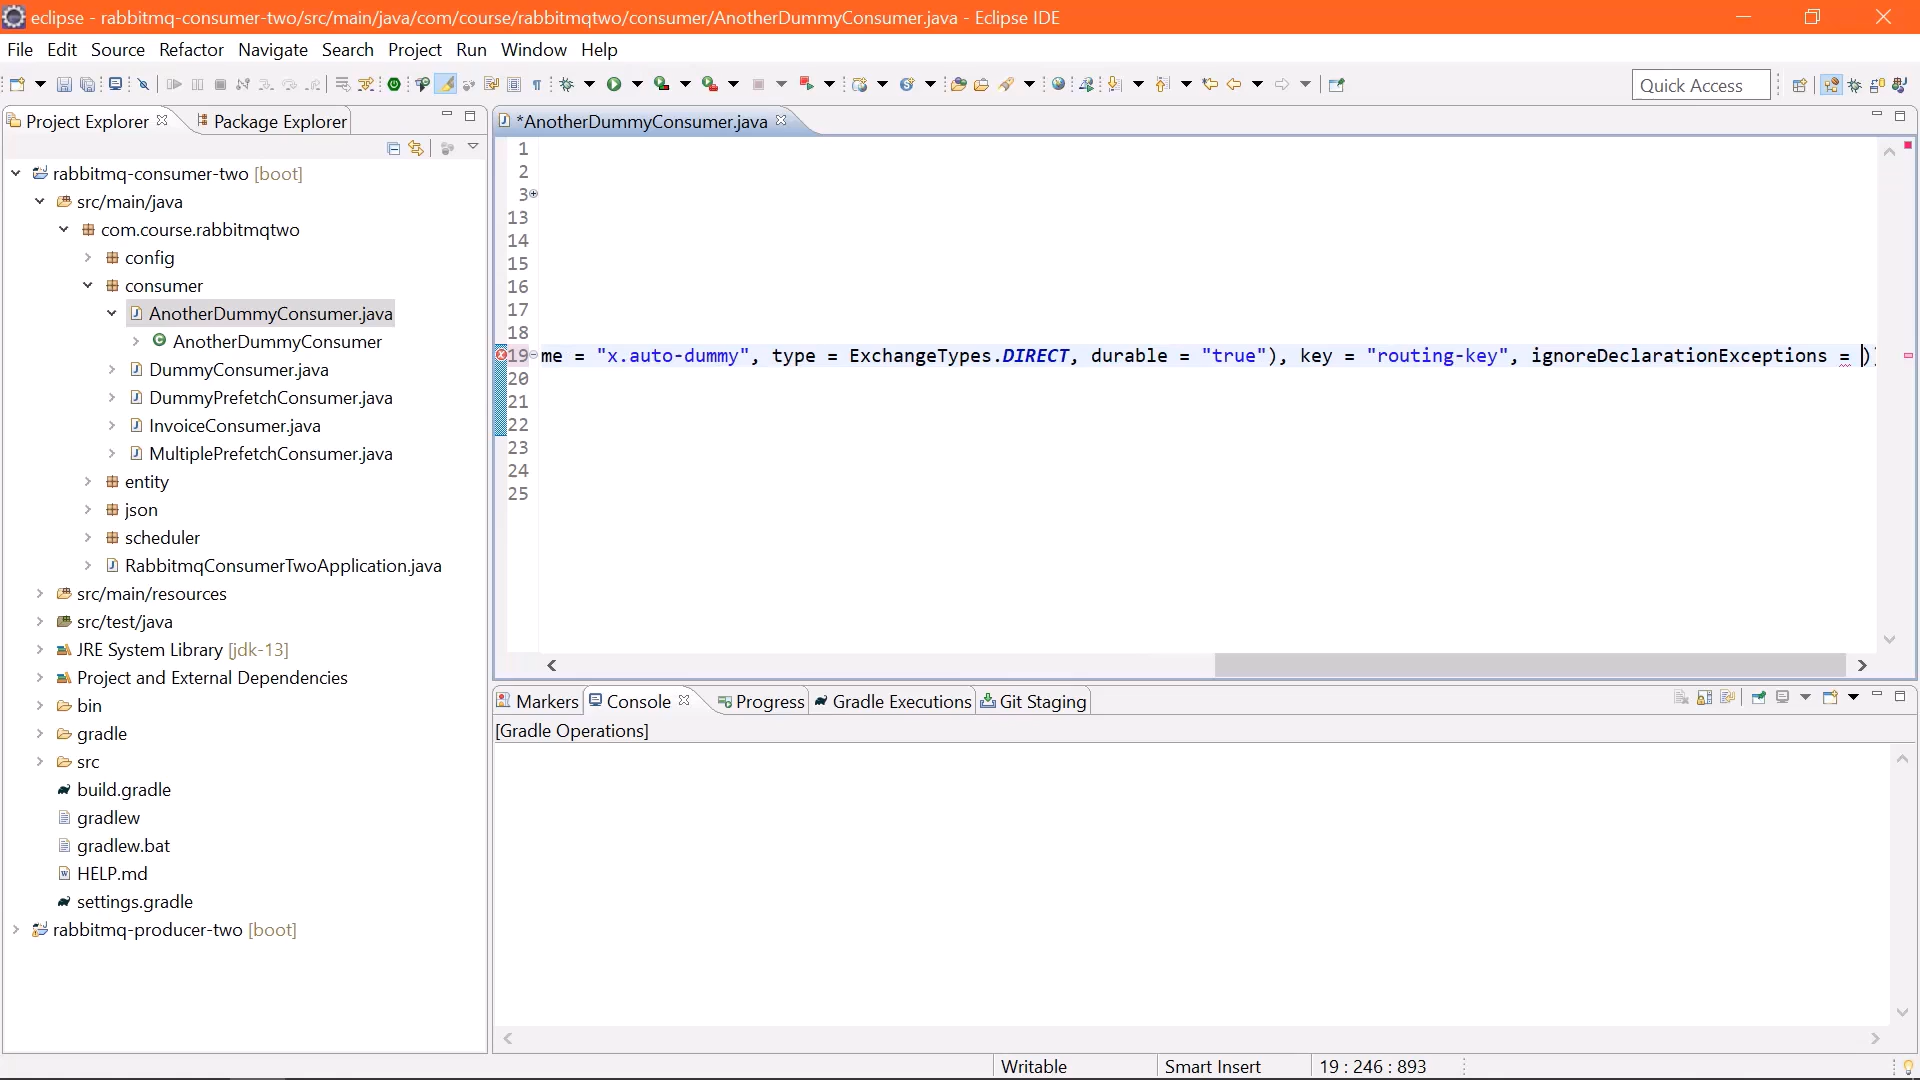 eclipse - rabbitmq-consumer-two/src/main/java/com/course/rabbitmqtwo/consumer/AnotherDummyConsumer.java - Eclipse IDE
File Edit Source Refactor Navigate Search Project Run Window Help
Quick Access
Project Explorer Package Explorer
*AnotherDummyConsumer.java
rabbitmq-consumer-two [boot]
src/main/java
com.course.rabbitmqtwo
config
consumer
AnotherDummyConsumer.java
AnotherDummyConsumer
DummyConsumer.java
DummyPrefetchConsumer.java
InvoiceConsumer.java
MultiplePrefetchConsumer.java
entity
json
scheduler
RabbitmqConsumerTwoApplication.java
src/main/resources
src/test/java
JRE System Library [jdk-13]
Project and External Dependencies
bin
gradle
src
build.gradle
gradlew
gradlew.bat
HELP.md
settings.gradle
rabbitmq-producer-two [boot]
1
2
3
13
14
15
16
17
18
19 me = "x.auto-dummy", type = ExchangeTypes.DIRECT, durable = "true"), key = "routing-key", ignoreDeclarationExceptions = )
20
21
22
23
24
25
Markers Console Progress Gradle Executions Git Staging
[Gradle Operations]
Writable Smart Insert 19 : 246 : 893